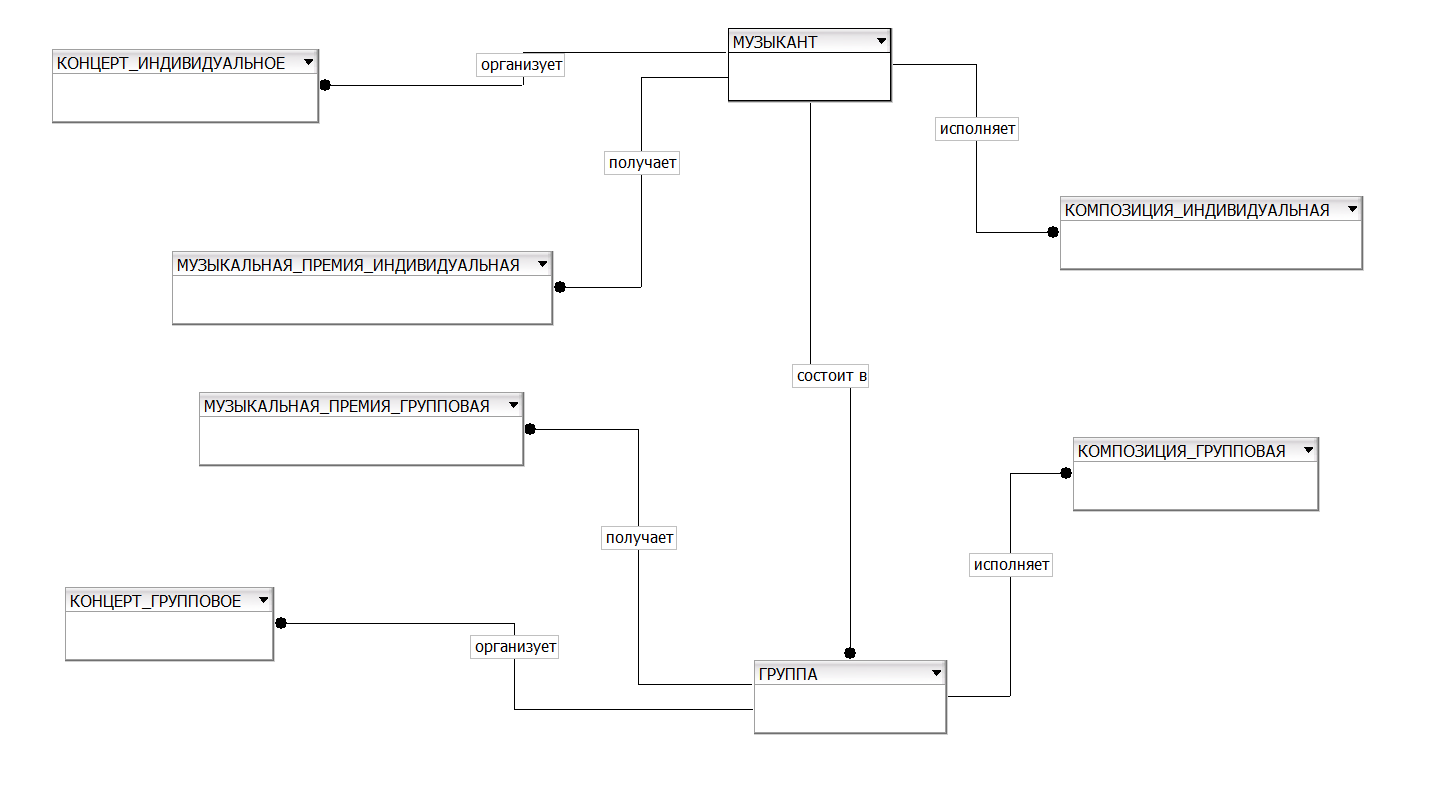 МУЗЫКАНТ
КОНЦЕРТ_ИНДИВИДУАЛЬНОЕ
организует
исполняет
получает
КОМПОЗИЦИЯ_ИНДИВИДУАЛЬНАЯ
МУЗЫКАЛЬНАЯ_ПРЕМИЯ_ИНДИВИДУАЛЬНАЯ
состоит в
МУЗЫКАЛЬНАЯ_ПРЕМИЯ_ГРУППОВАЯ
КОМПОЗИЦИЯ_ГРУППОВАЯ
получает
исполняет
КОНЦЕРТ_ГРУППОВОЕ
организует
ГРУППА